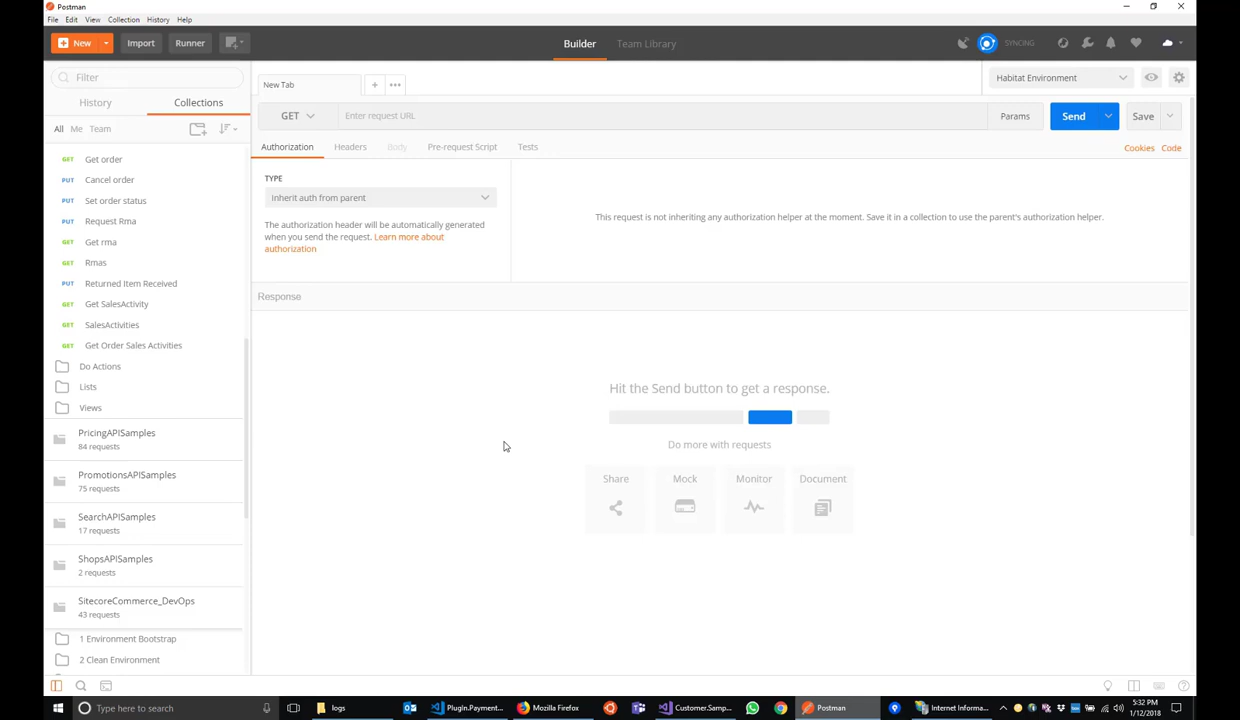 Postman
File Edit View Collection History Help
New Import Runner Builder Team Library SYNCING
Filter
History Collections
All Me Team
GET Get order
PUT Cancel order
PUT Set order status
PUT Request Rma
GET Get rma
GET Rmas
PUT Returned Item Received
GET Get SalesActivity
GET SalesActivities
GET Get Order Sales Activities
Do Actions
Lists
Views
PricingAPISamples
84 requests
PromotionsAPISamples
75 requests
SearchAPISamples
17 requests
ShopsAPISamples
2 requests
SitecoreCommerce_DevOps
43 requests
1 Environment Bootstrap
2 Clean Environment
New Tab
Habitat Environment
GET Enter request URL Params Send Save
Authorization Headers Body Pre-request Script Tests Cookies Code
TYPE
Inherit auth from parent
The authorization header will be automatically generated
when you send the request. Learn more about
authorization
This request is not inheriting any authorization helper at the moment. Save it in a collection to use the parent's authorization helper.
Response
Hit the Send button to get a response.
Do more with requests
Share Mock Monitor Document
Type here to search logs PlugIn.Payment... Mozilla Firefox Customer.Samp... Postman Internet Informa... 5:32 PM
1/12/2018